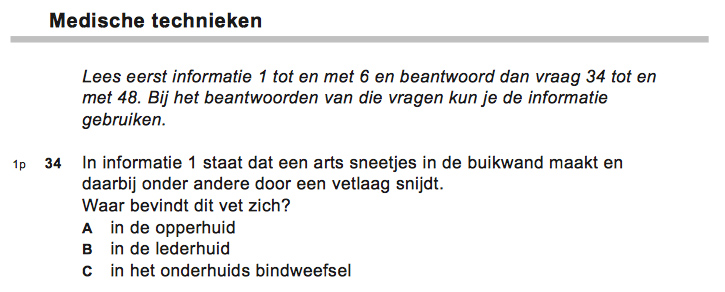 Medische technieken
Lees eerst informatie 1 tot en met 6 en beantwoord dan vraag 34 tot en
met 48. Bij het beantwoorden van die vragen kun je de informatie
gebruiken.
1p 34 In informatie 1 staat dat een arts sneetjes in de buikwand maakt en
daarbij onder andere door een vetlaag snijdt.
Waar bevindt dit vet zich?
A in de opperhuid
B in de lederhuid
C in het onderhuids bindweefsel